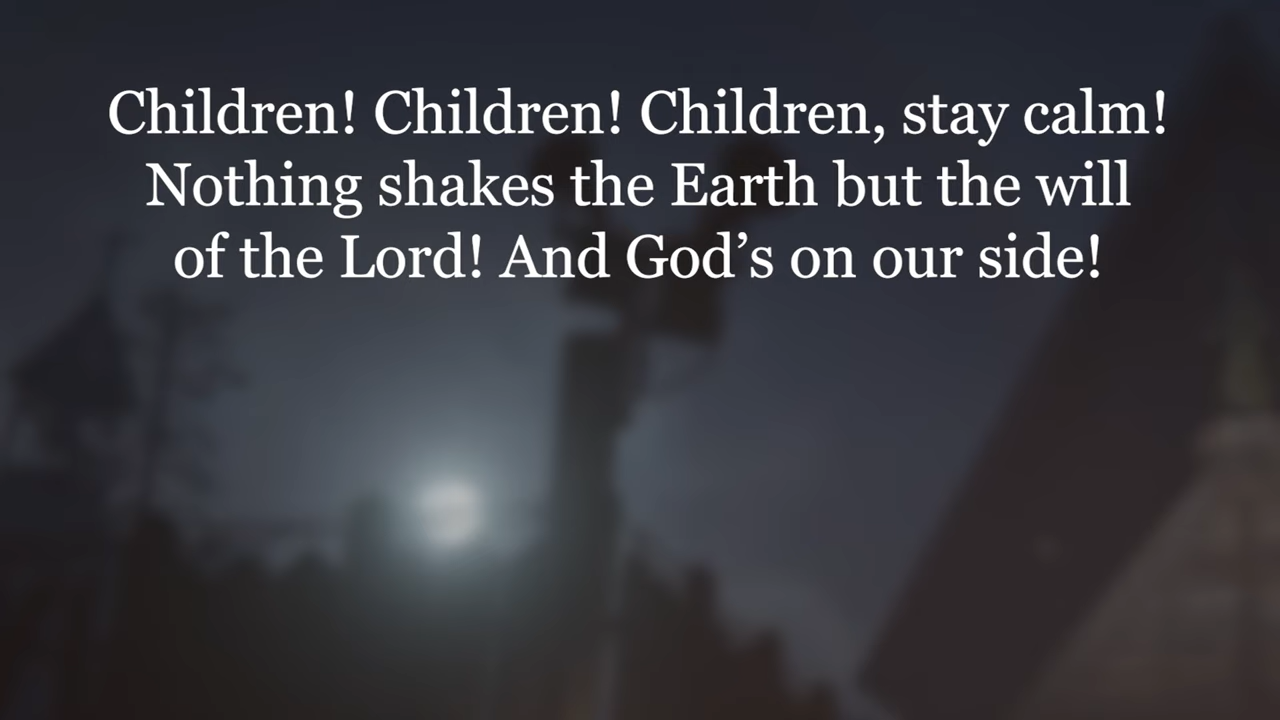 Children! Children! Children, stay calm!
Nothing shakes the Earth but the will
of the Lord! And God’s on our side!